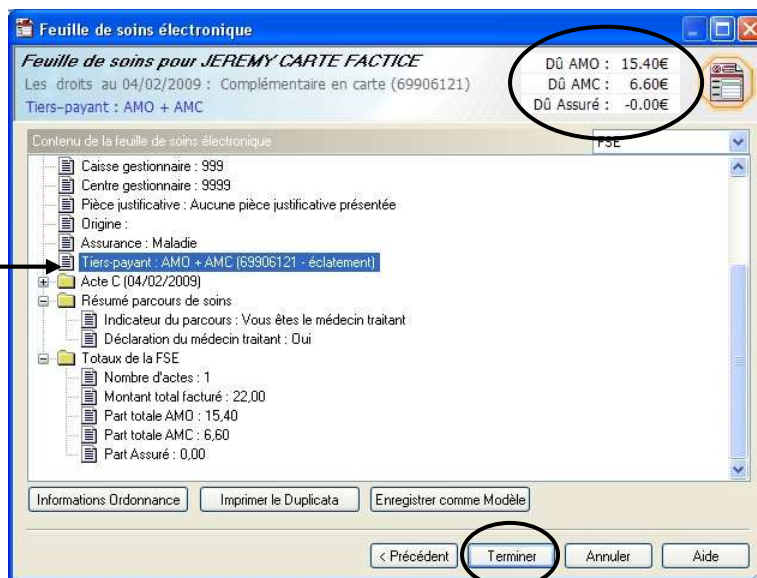 Feuille de soins électronique
Feuille de soins pour JEREMY CARTE FACTICE
Les droits au 04/02/2009 : Complémentaire en carte (69906121)
Tiers-payant : AMO + AMC
Dû AMO : 15.40€
Dû AMC : 6.60€
Dû Assuré : -0.00€
Contenu de la feuille de soins électronique
FSE
Caisse gestionnaire : 999
Centre gestionnaire : 9999
Pièce justificative : Aucune pièce justificative présentée
Origine :
Assurance : Maladie
Tiers-payant : AMO + AMC (69906121 - éclatement)
Acte C (04/02/2009)
Résumé parcours de soins
Indicateur du parcours : Vous êtes le médecin traitant
Déclaration du médecin traitant : Oui
Totaux de la FSE
Nombre d'actes : 1
Montant total facturé : 22,00
Part totale AMO : 15,40
Part totale AMC : 6,60
Part Assuré : 0,00
Informations Ordonnance
Imprimer le Duplicata
Enregistrer comme Modèle
< Précédent
Terminer
Annuler
Aide